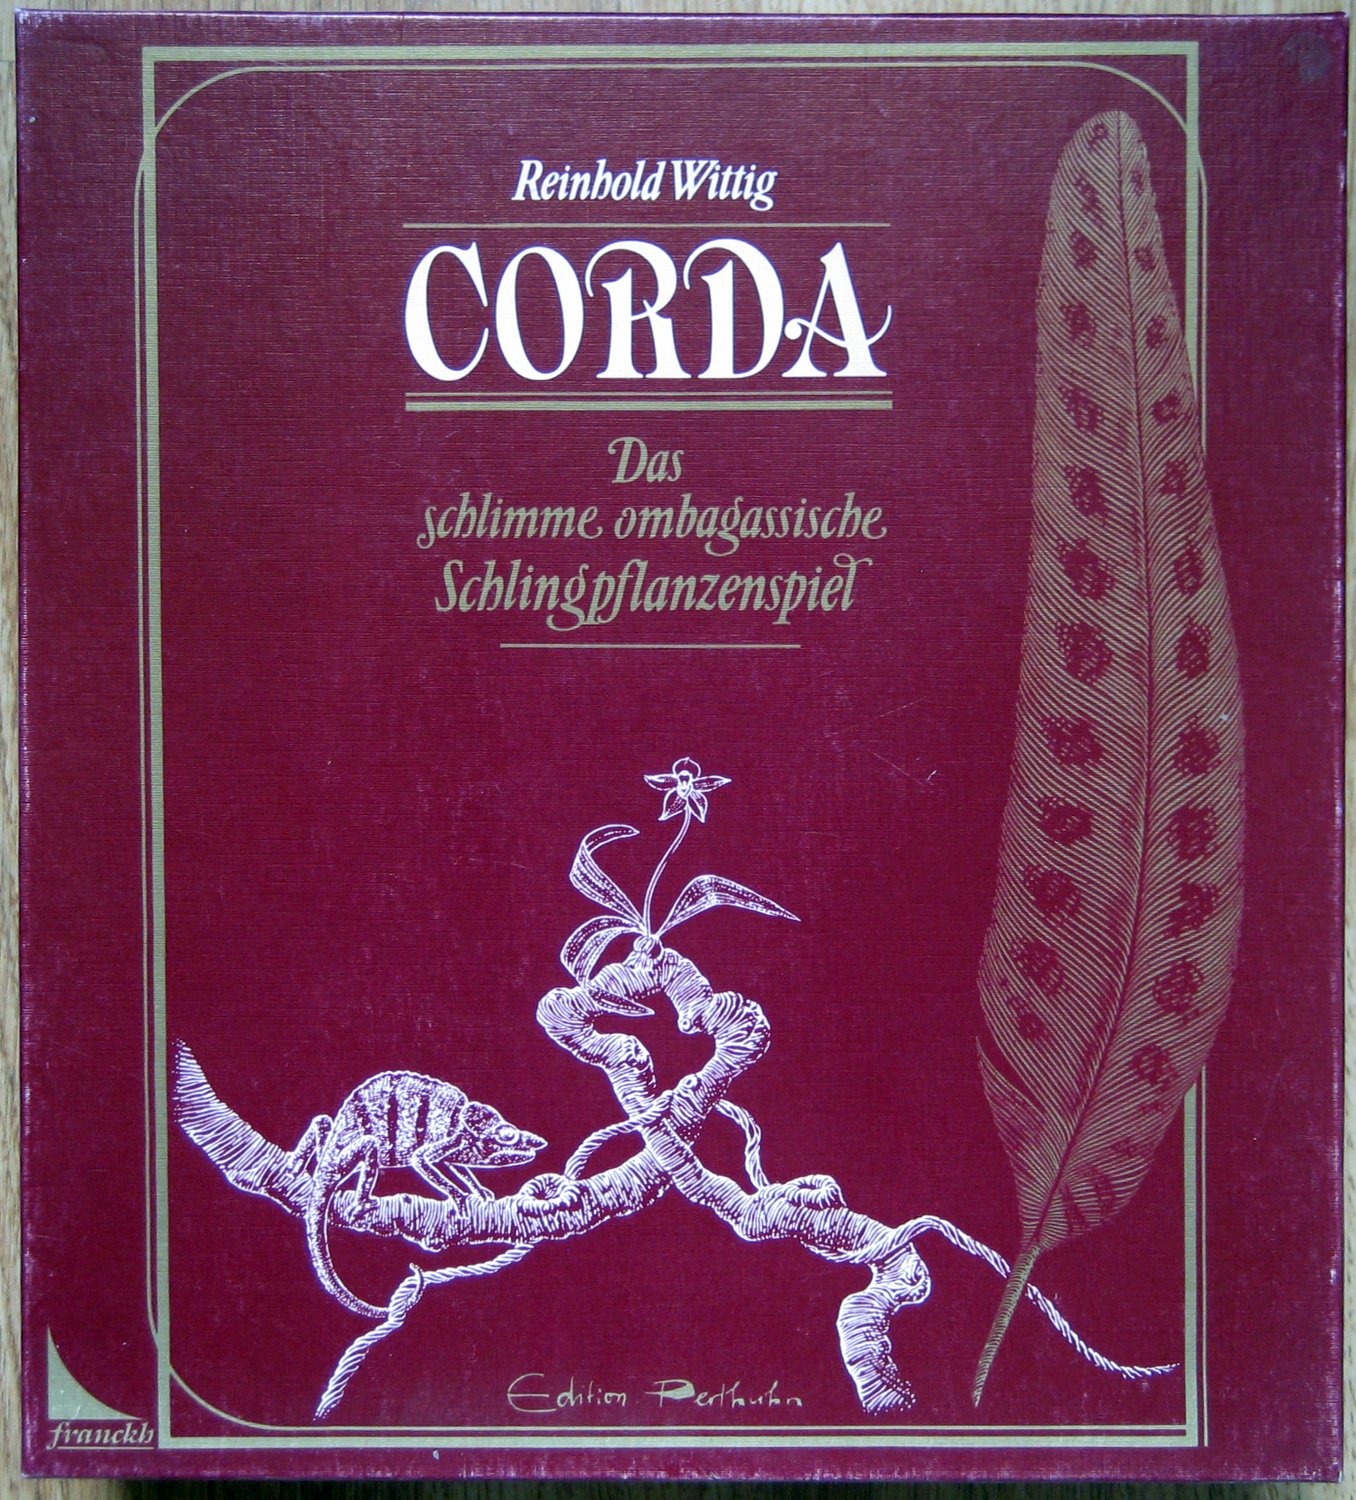 Reinhold Wittig
CORDA
Das
schlimme ombagassische
Schlingpflanzenspiel
Edition Perlhuhn
franckh